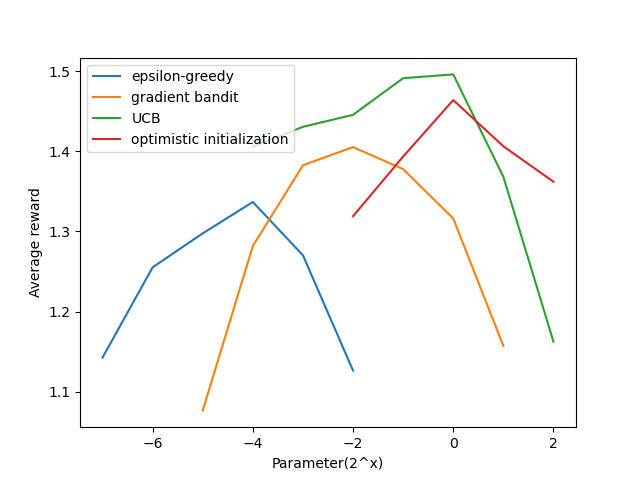 1.5
1.4
1.3
1.2
1.1
Average reward
epsilon-greedy
gradient bandit
UCB
optimistic initialization
−6 −4 −2 0 2
Parameter(2^x)